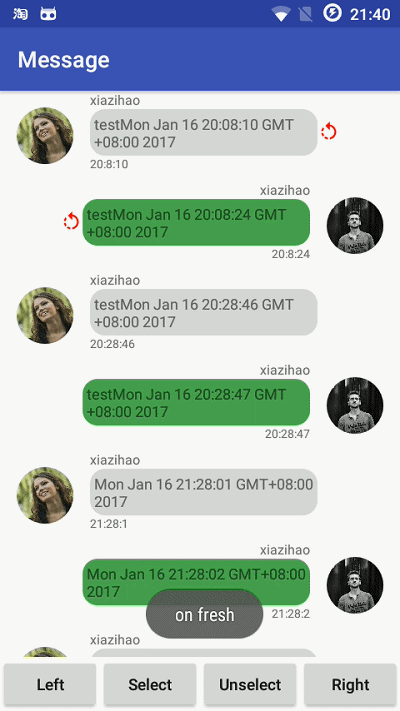 淘 21:40
Message
xiazihao
testMon Jan 16 20:08:10 GMT
+08:00 2017
20:8:10
xiazihao
testMon Jan 16 20:08:24 GMT
+08:00 2017
20:8:24
xiazihao
testMon Jan 16 20:28:46 GMT
+08:00 2017
20:28:46
xiazihao
testMon Jan 16 20:28:47 GMT
+08:00 2017
20:28:47
xiazihao
Mon Jan 16 21:28:01 GMT+08:00
2017
21:28:1
xiazihao
Mon Jan 16 21:28:02 GMT+08:00
2017
21:28:2
on fresh
xiazihao
Left Select Unselect Right